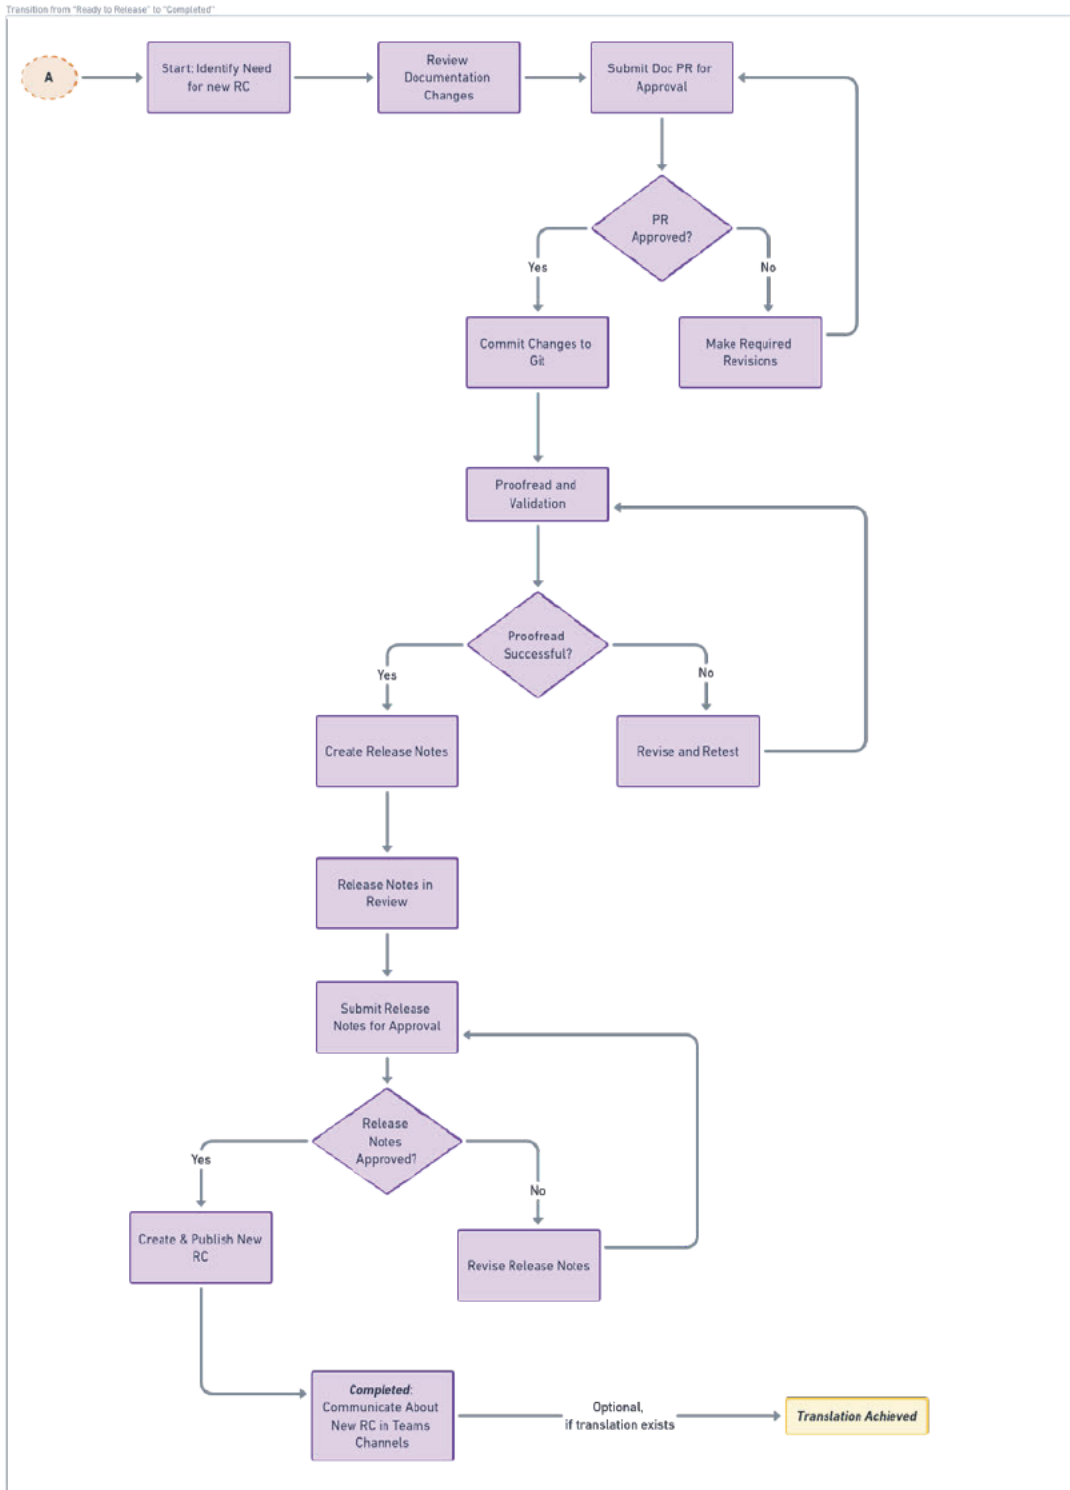 Transition from "Ready to Release" to "Completed"
A
Start: Identify Need
for new RC
Review
Documentation
Changes
Submit Doc PR for
Approval
PR
Approved?
Yes
No
Commit Changes to
Git
Make Required
Revisions
Proofread and
Validation
Proofread
Successful?
Yes
No
Create Release Notes
Revise and Retest
Release Notes in
Review
Submit Release
Notes for Approval
Release
Notes
Approved?
Yes
No
Create & Publish New
RC
Revise Release Notes
Completed:
Communicate About
New RC in Teams
Channels
Optional,
if translation exists
Translation Achieved